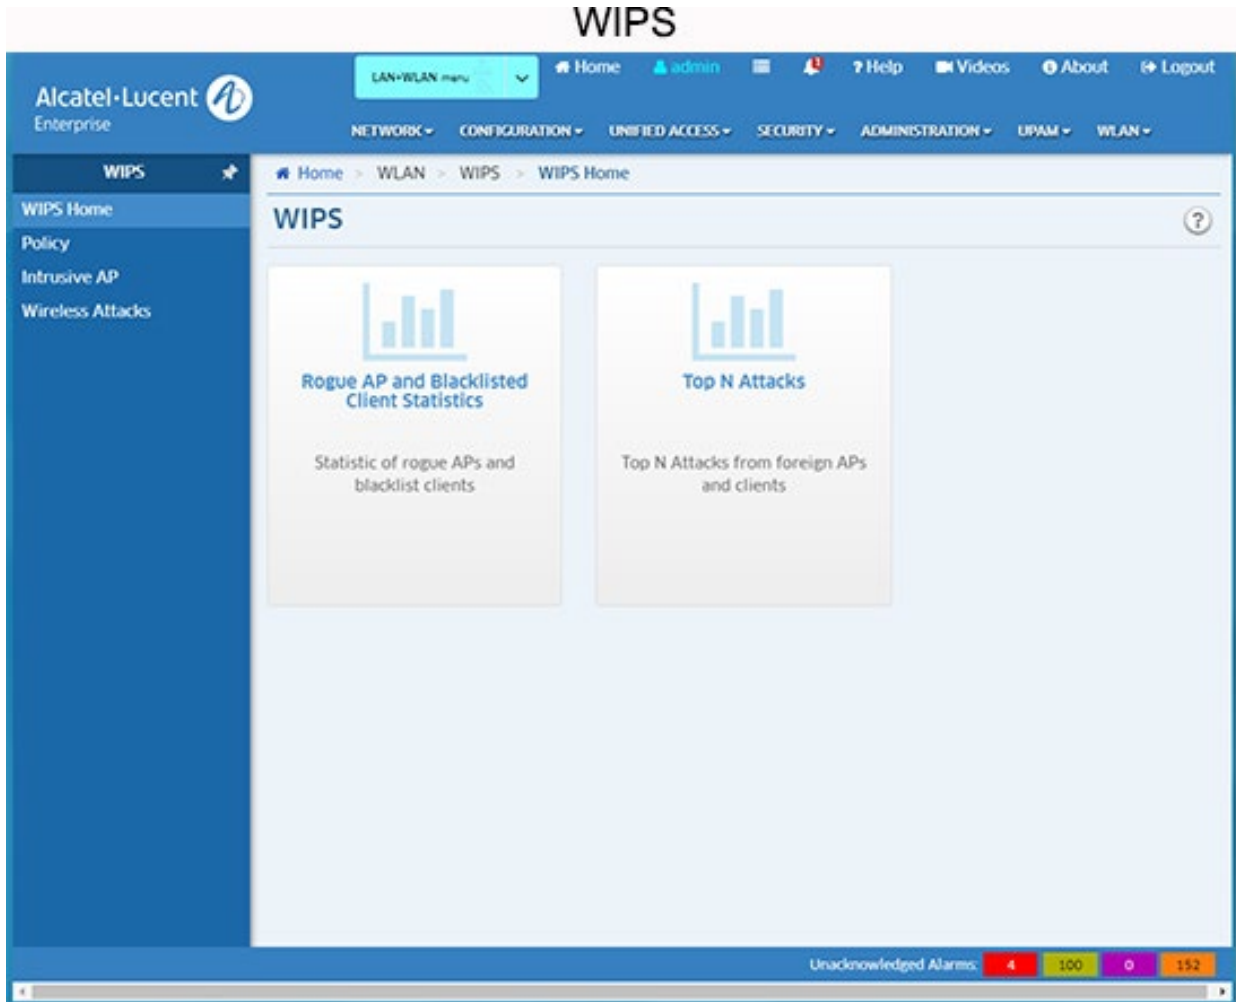 WIPS
LAN+WLAN menu
Home admin ? Help Videos About Logout
Alcatel·Lucent
Enterprise
NETWORK CONFIGURATION UNIFIED ACCESS SECURITY ADMINISTRATION UPAM WLAN
WIPS
Home > WLAN > WIPS > WIPS Home
WIPS Home
Policy
Intrusive AP
Wireless Attacks
WIPS
?
Rogue AP and Blacklisted
Client Statistics
Statistic of rogue APs and
blacklist clients
Top N Attacks
Top N Attacks from foreign APs
and clients
Unacknowledged Alarms: 4 100 0 152